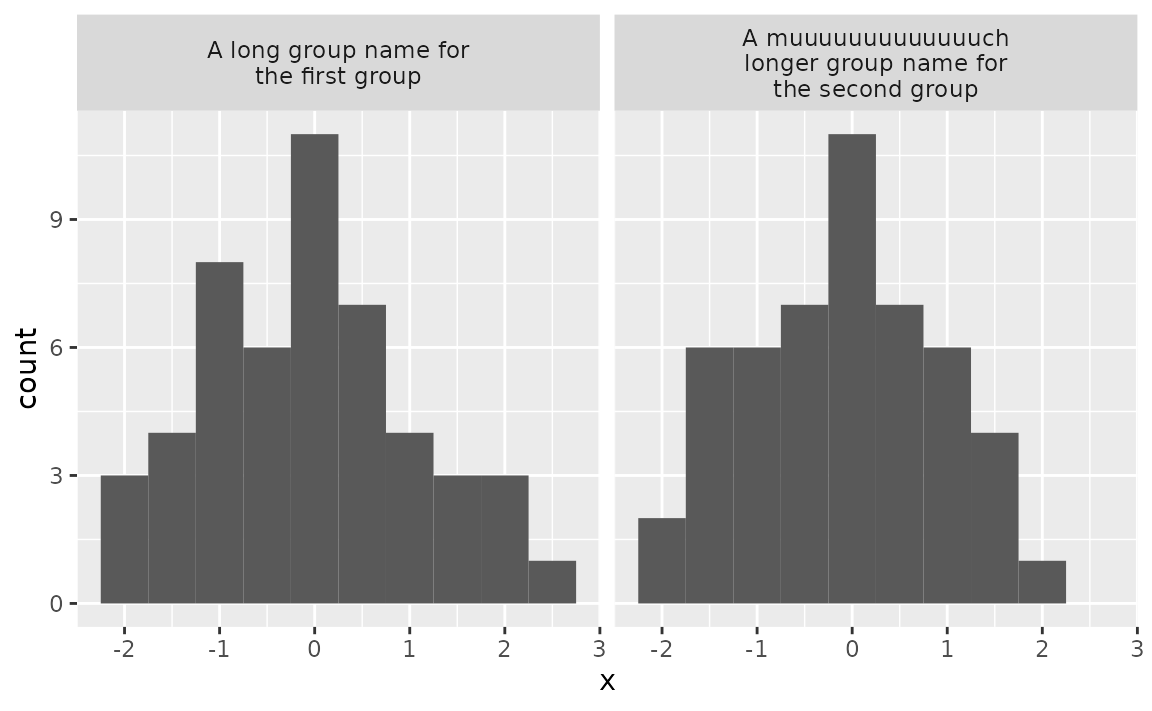 A long group name for
the first group
A muuuuuuuuuuuuuch
longer group name for
the second group
count
9
6
3
0
-2
-1
0
1
2
3
-2
-1
0
1
2
3
x